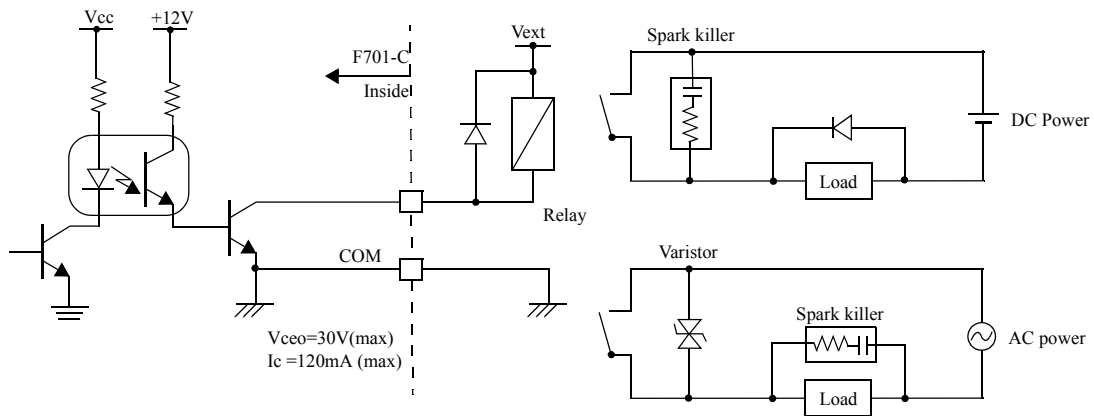 Vcc
+12V
F701-C
Inside
Vext
Relay
COM
Vceo=30V(max)
Ic =120mA (max)
Spark killer
DC Power
Load
Varistor
Spark killer
AC power
Load